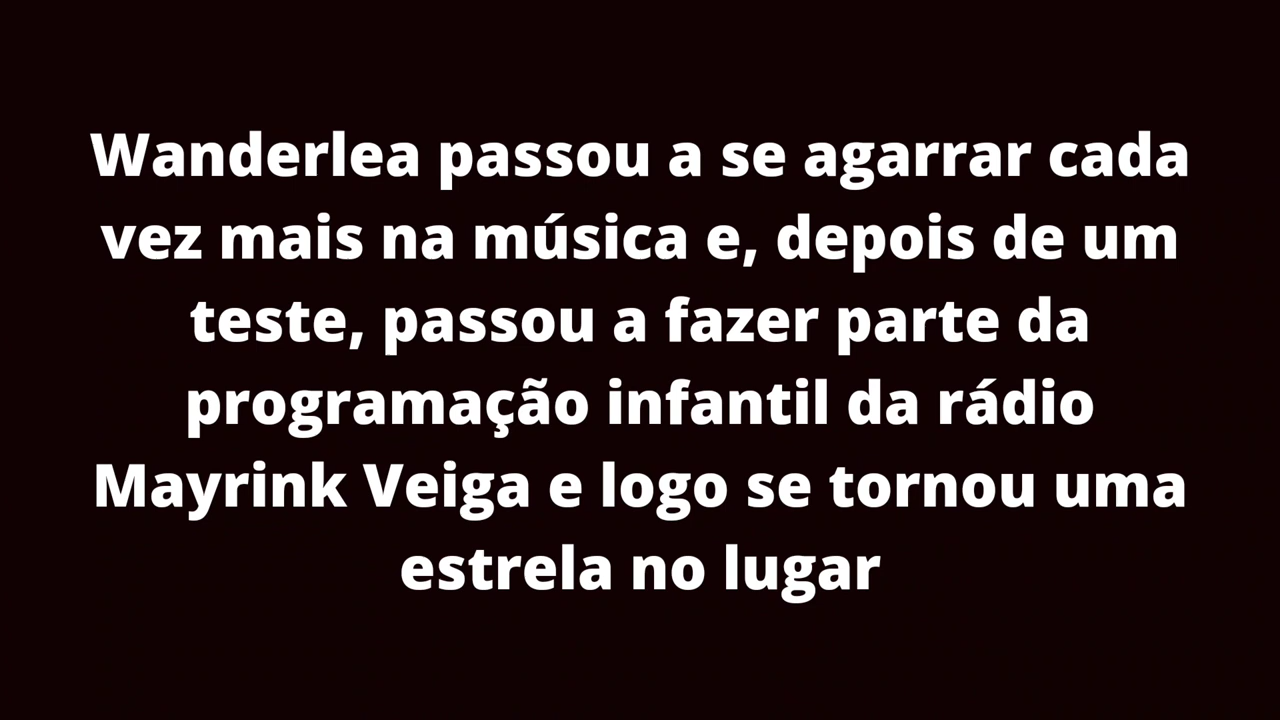 Wanderlea passou a se agarrar cada
vez mais na música e, depois de um
teste, passou a fazer parte da
programação infantil da rádio
Mayrink Veiga e logo se tornou uma
estrela no lugar